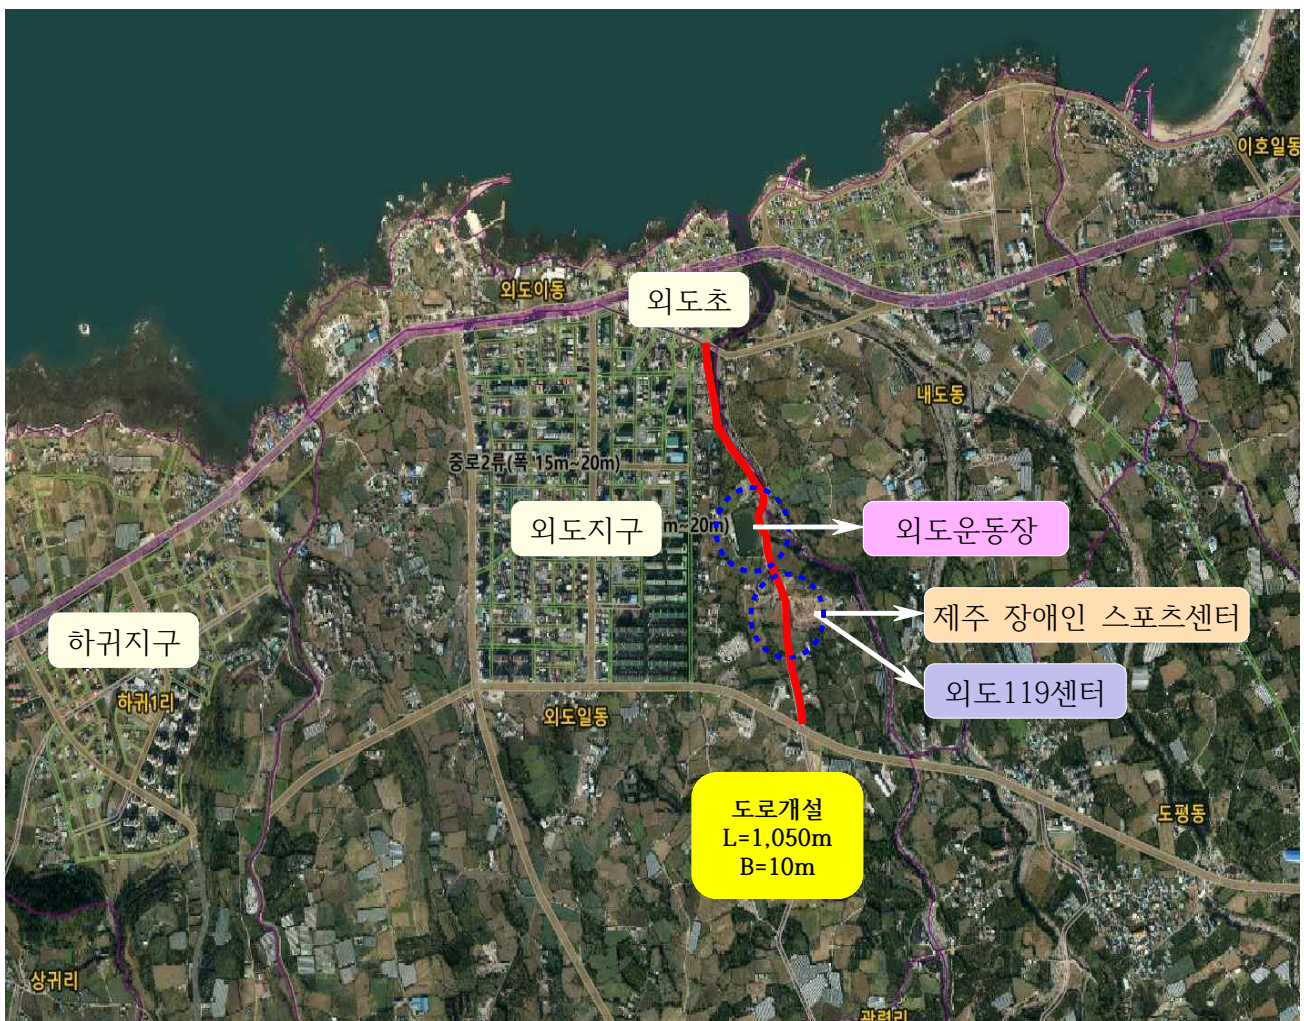 이호일동
외도이동
외도초
내도동
중로2류(폭 15m~20m)
외도지구
m~20m)
외도운동장
제주 장애인 스포츠센터
하귀지구
외도119센터
하귀1리
외도일동
도로개설
L=1,050m
B=10m
도평동
상귀리
광령리